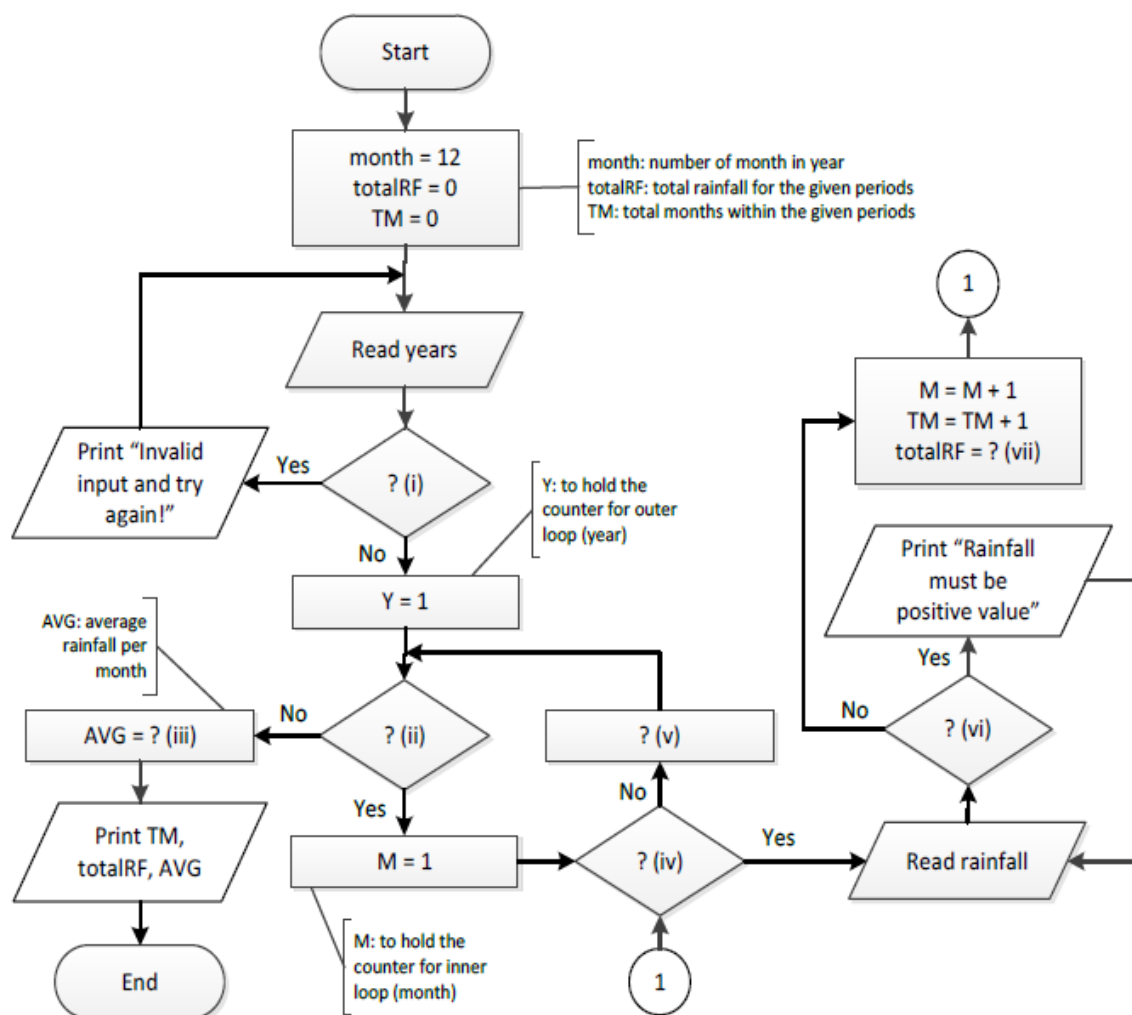 Start
month = 12
totalRF = 0
TM = 0
month: number of month in year
totalRF: total rainfall for the given periods
TM: total months within the given periods
Read years
? (i)
Yes
Print “Invalid
input and try
again!”
No
Y: to hold the
counter for outer
loop (year)
Y = 1
? (ii)
No
AVG: average
rainfall per
month
AVG = ? (iii)
Print TM,
totalRF, AVG
End
Yes
M = 1
M: to hold the
counter for inner
loop (month)
? (iv)
No
? (v)
1
Yes
Read rainfall
? (vi)
Yes
Print “Rainfall
must be
positive value”
No
M = M + 1
TM = TM + 1
totalRF = ? (vii)
1